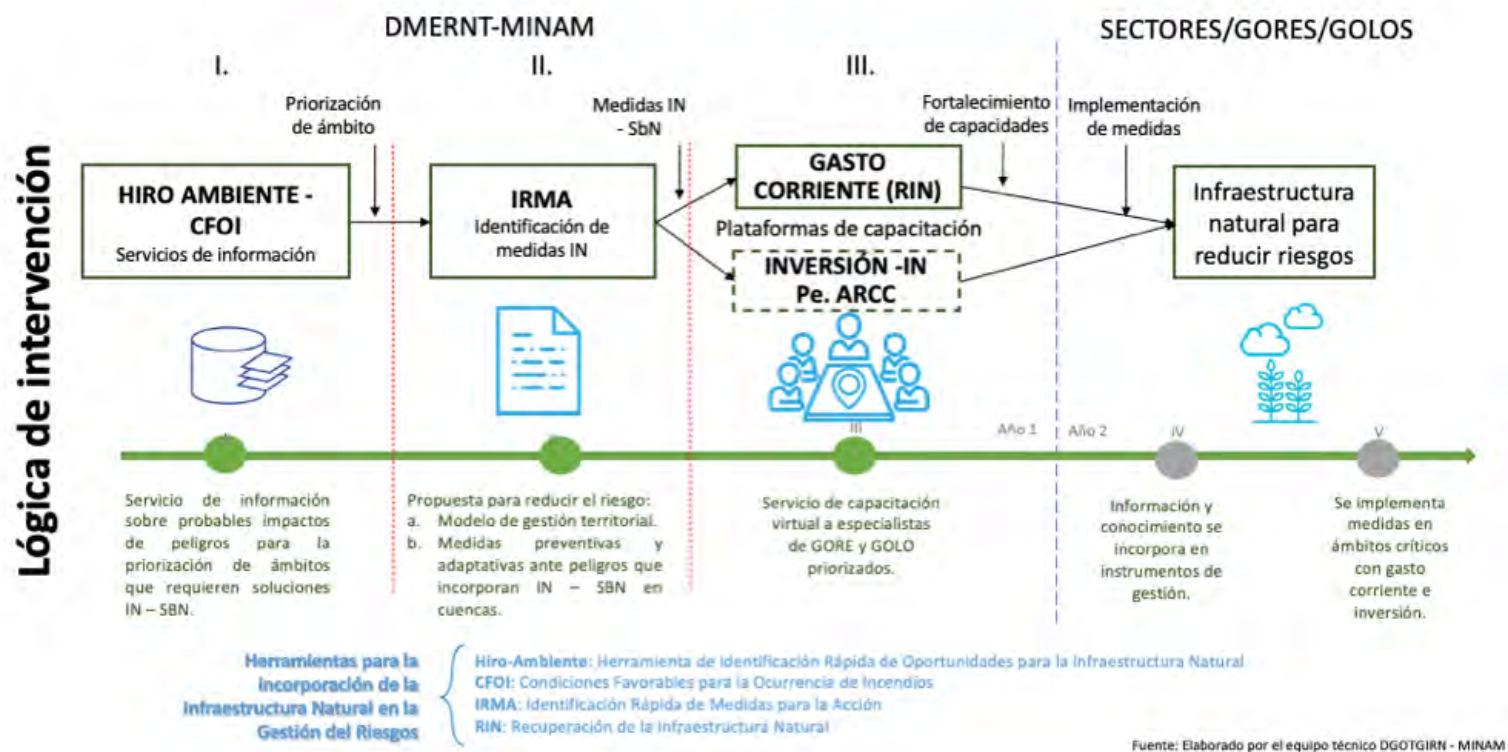 DMERNT-MINAM
SECTORES/GORES/GOLOS
I.
II.
III.
Lógica de intervención
Priorización
de ámbito
Medidas IN
- SbN
Fortalecimiento
de capacidades
Implementación
de medidas
HIRO AMBIENTE -
CFOI
Servicios de información
IRMA
Identificación de
medidas IN
GASTO
CORRIENTE (RIN)
Plataformas de capacitación
INVERSIÓN -IN
Pe. ARCC
Infraestructura
natural para
reducir riesgos
III
Año 1
Año 2
IV
V
Servicio de información
sobre probables impactos
de peligros para la
priorización de ámbitos
que requieren soluciones
IN – SBN.
Propuesta para reducir el riesgo:
a. Modelo de gestión territorial.
b. Medidas preventivas y
adaptativas ante peligros que
incorporan IN – SBN en
cuencas.
Servicio de capacitación
virtual a especialistas
de GORE y GOLO
priorizados.
Información y
conocimiento se
incorpora en
instrumentos de
gestión.
Se implementa
medidas en
ámbitos críticos
con gasto
corriente e
inversión.
Herramientas para la
incorporación de la
Infraestructura Natural en la
Gestión del Riesgos
Hiro-Ambiente: Herramienta de Identificación Rápida de Oportunidades para la Infraestructura Natural
CFOI: Condiciones Favorables para la Ocurrencia de Incendios
IRMA: Identificación Rápida de Medidas para la Acción
RIN: Recuperación de la Infraestructura Natural
Fuente: Elaborado por el equipo técnico DGOTGIRN - MINAM